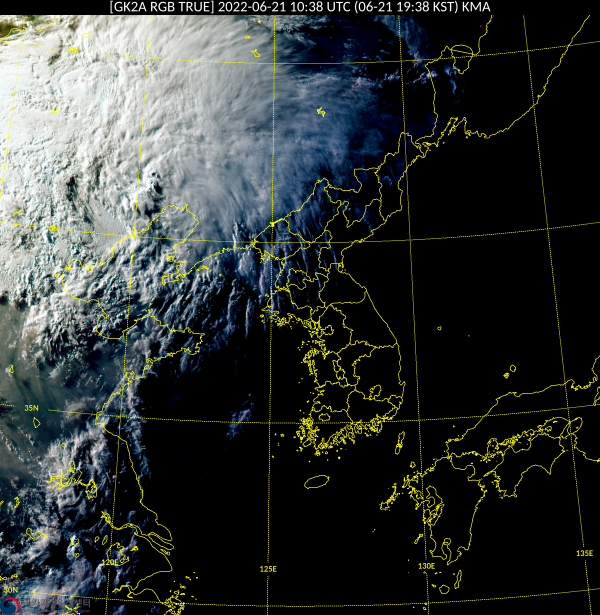 [GK2A RGB TRUE] 2022-06-21 10:38 UTC (06-21 19:38 KST) KMA
35N
135E
120E
125E
130E
30N